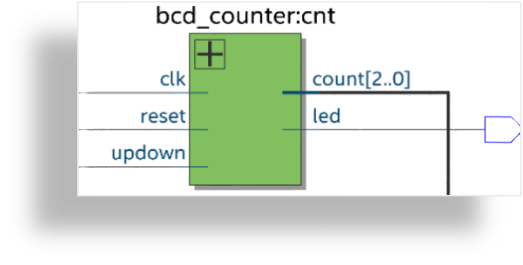 bcd_counter:cnt
clk
count[2..0]
reset
led
updown